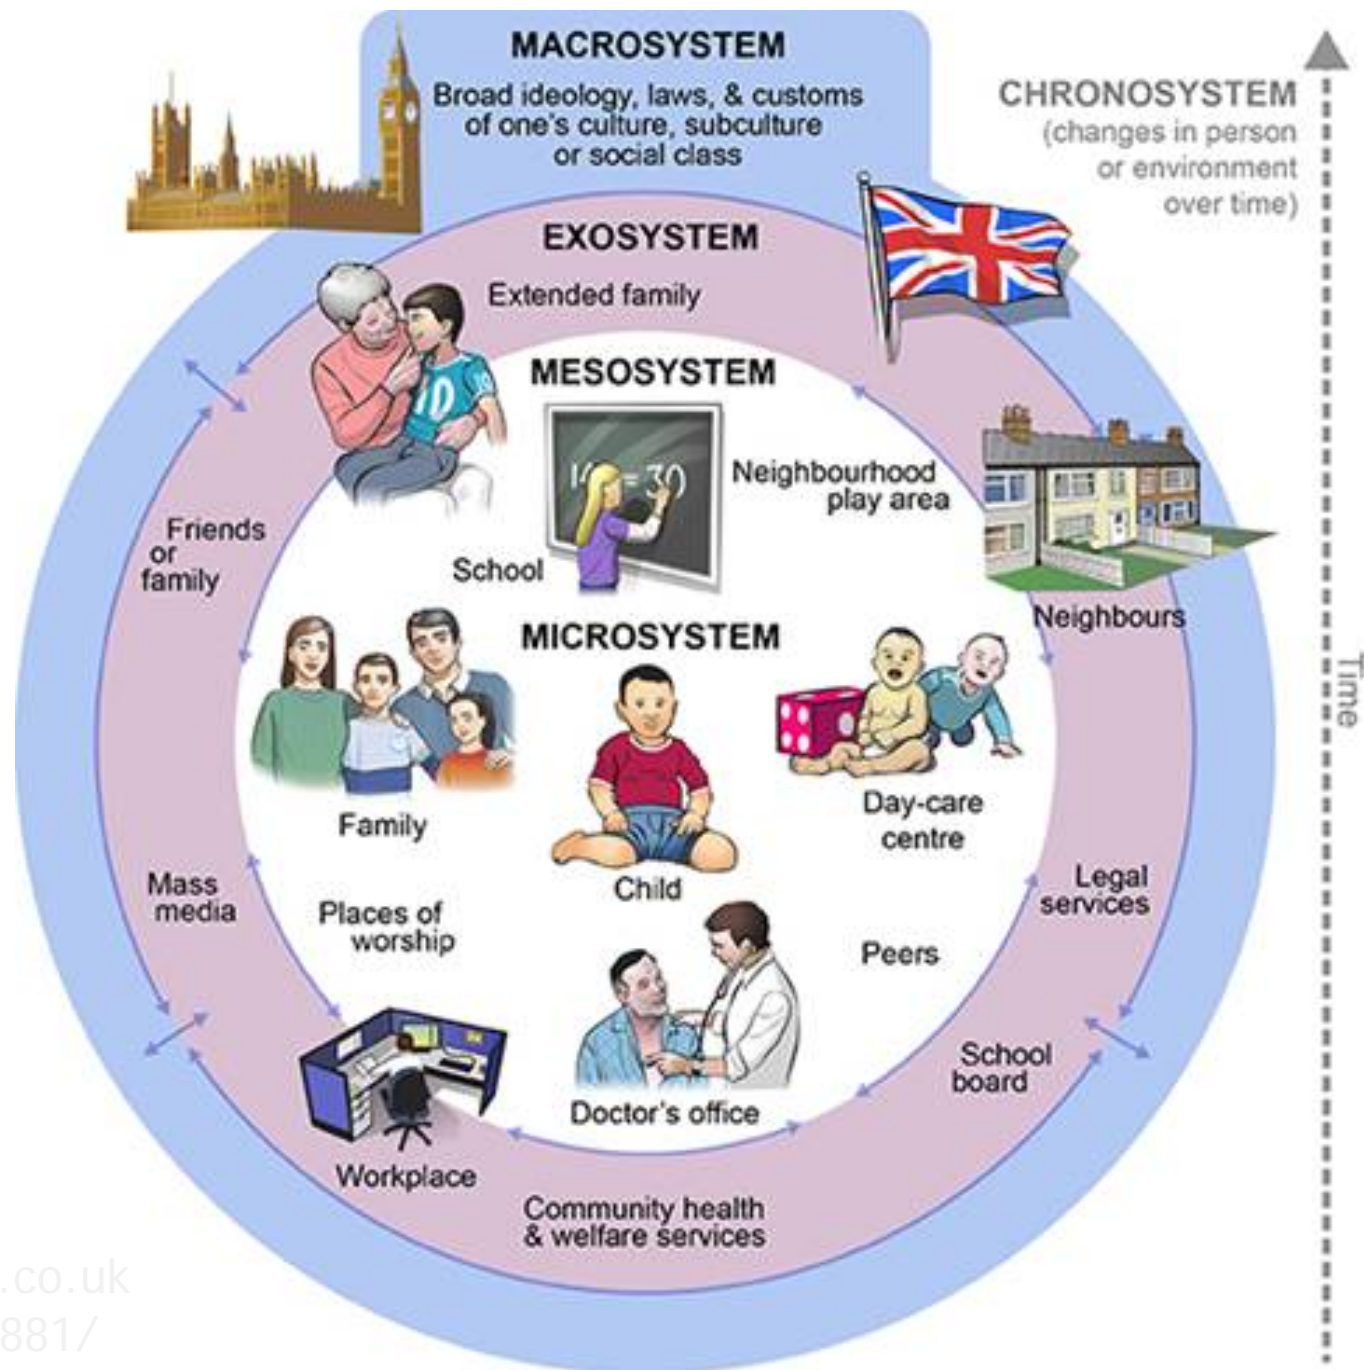 MACROSYSTEM
Broad ideology, laws, & customs
of one's culture, subculture
or social class
CHRONOSYSTEM
(changes in person
or environment
over time)
EXOSYSTEM
Extended family
MESOSYSTEM
= 30
Neighbourhood
play area
School
Friends
or
family
Neighbours
MICROSYSTEM
10
Time
Family
Day-care
centre
Child
Mass
media
Places of
worship
Legal
services
Peers
School
board
Doctor's office
Workplace
Community health
& welfare services
.co.uk
881/